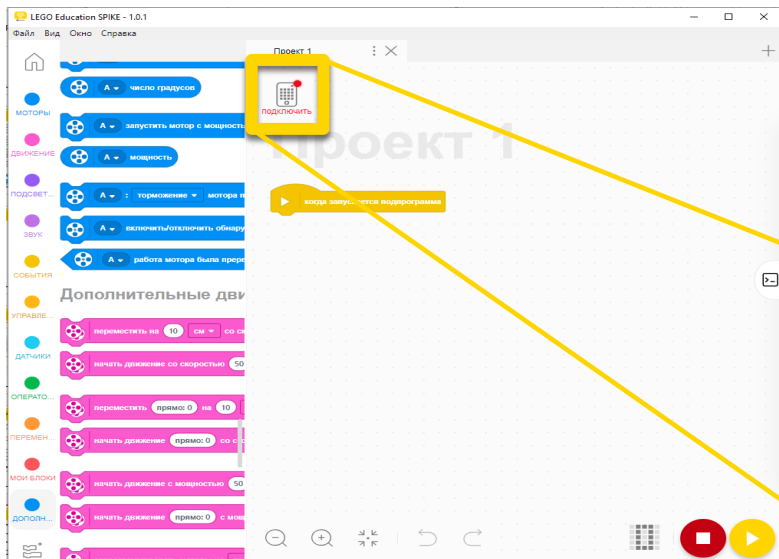 LEGO Education SPIKE - 1.0.1
Файл Вид Окно Справка
Проект 1
ПОДКЛЮЧИТЬ
Проект 1
когда запускается подпрограмма
МОТОРЫ
ДВИЖЕНИЕ
ПОДСВЕТ...
ЗВУК
СОБЫТИЯ
УПРАВЛЕ...
ДАТЧИКИ
ОПЕРАТО...
ПЕРЕМЕН...
МОИ БЛОКИ
ДОПОЛН...
A число градусов
A запустить мотор с мощность
A мощность
A : торможение мотора п
A включить/отключить обнару
A работа мотора была прер
Дополнительные дви
переместить на 10 см со ск
начать движение со скоростью 50
переместить прямо: 0 на 10
начать движение прямо: 0 со с
начать движение с мощностью 50
начать движение прямо: 0 с мощ